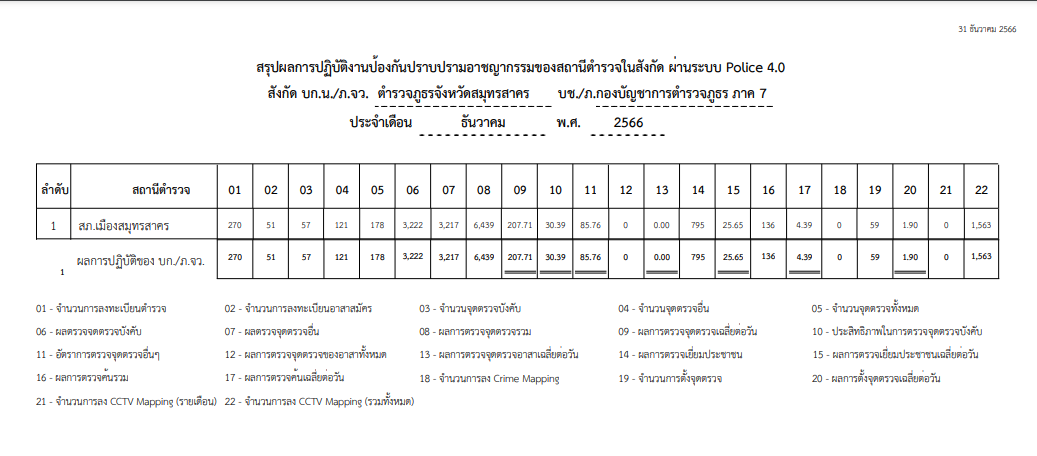 31 ธันวาคม 2566
สรุปผลการปฏิบัติงานป้องกันปราบปรามอาชญากรรมของสถานีตำรวจในสังกัด ผ่านระบบ Police 4.0
สังกัด บก.น./ภ.จว. ตำรวจภูธรจังหวัดสมุทรสาคร บช./ภ.กองบัญชาการตำรวจภูธร ภาค 7
ประจำเดือน ธันวาคม พ.ศ. 2566
ลำดับ สถานีตำรวจ 01 02 03 04 05 06 07 08 09 10 11 12 13 14 15 16 17 18 19 20 21 22
1 สภ.เมืองสมุทรสาคร 270 51 57 121 178 3,222 3,217 6,439 207.71 30.39 85.76 0 0.00 795 25.65 136 4.39 0 59 1.90 0 1,563
1 ผลการปฏิบัติของ บก./ภ.จว. 270 51 57 121 178 3,222 3,217 6,439 207.71 30.39 85.76 0 0.00 795 25.65 136 4.39 0 59 1.90 0 1,563
01 - จำนวนการลงทะเบียนตำรวจ 02 - จำนวนการลงทะเบียนอาสาสมัคร 03 - จำนวนจุดตรวจบังคับ 04 - จำนวนจุดตรวจอื่น 05 - จำนวนจุดตรวจทั้งหมด
06 - ผลตรวจจุดตรวจบังคับ 07 - ผลตรวจจุดตรวจอื่น 08 - ผลการตรวจจุดตรวจรวม 09 - ผลการตรวจจุดตรวจเฉลี่ยต่อวัน 10 - ประสิทธิภาพในการตรวจจุดตรวจบังคับ
11 - อัตราการตรวจจุดตรวจอื่นๆ 12 - ผลการตรวจจุดตรวจของอาสาทั้งหมด 13 - ผลการตรวจจุดตรวจอาสาเฉลี่ยต่อวัน 14 - ผลการตรวจเยี่ยมประชาชน 15 - ผลการตรวจเยี่ยมประชาชนเฉลี่ยต่อวัน
16 - ผลการตรวจค้นรวม 17 - ผลการตรวจค้นเฉลี่ยต่อวัน 18 - จำนวนการลง Crime Mapping 19 - จำนวนการตั้งจุดตรวจ 20 - ผลการตั้งจุดตรวจเฉลี่ยต่อวัน
21 - จำนวนการลง CCTV Mapping (รายเดือน) 22 - จำนวนการลง CCTV Mapping (รวมทั้งหมด)